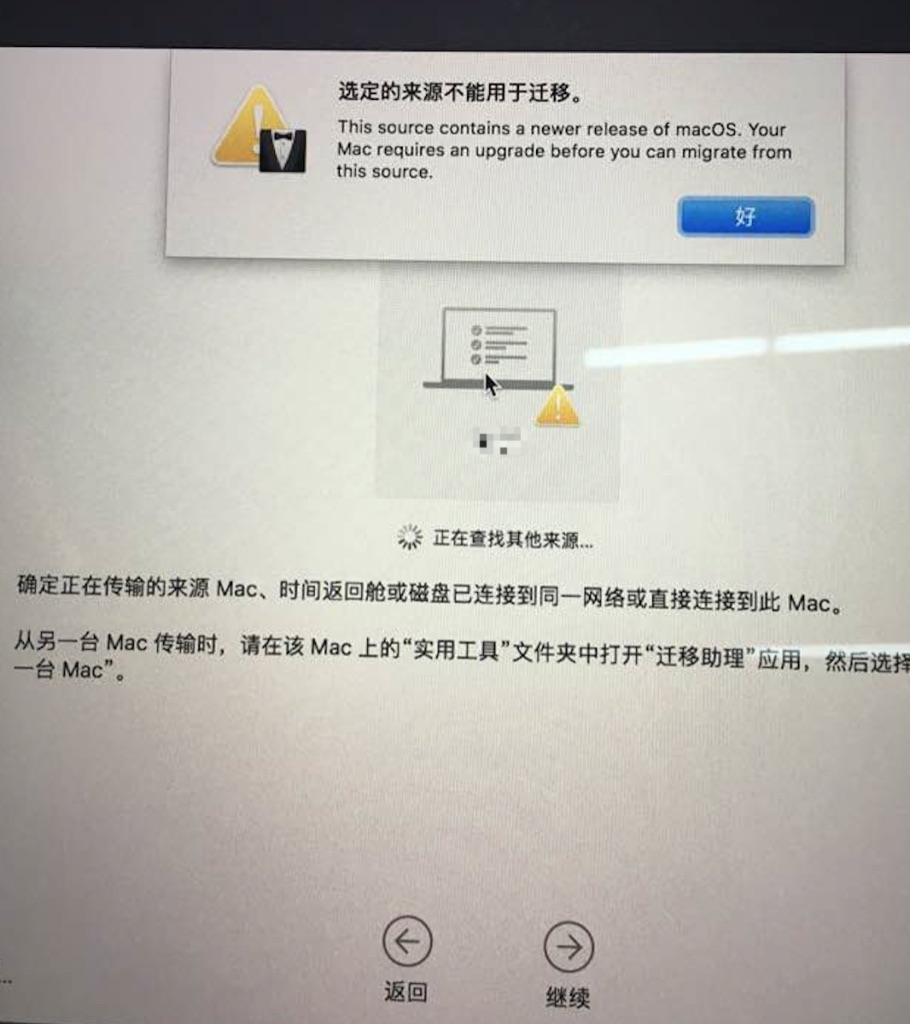 选定的来源不能用于迁移。
This source contains a newer release of macOS. Your
Mac requires an upgrade before you can migrate from
this source.
好
正在查找其他来源...
确定正在传输的来源 Mac、时间返回舱或磁盘已连接到同一网络或直接连接到此 Mac。
从另一台 Mac 传输时，请在该 Mac 上的“实用工具”文件夹中打开“迁移助理”应用，然后选择
一台 Mac”。
...
返回
继续